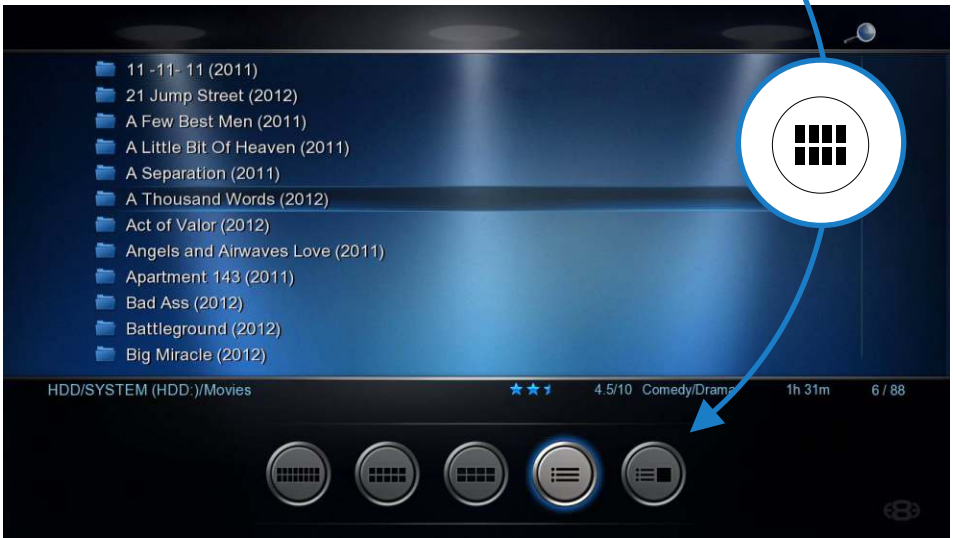 11 -11- 11 (2011)
21 Jump Street (2012)
A Few Best Men (2011)
A Little Bit Of Heaven (2011)
A Separation (2011)
A Thousand Words (2012)
Act of Valor (2012)
Angels and Airwaves Love (2011)
Apartment 143 (2011)
Bad Ass (2012)
Battleground (2012)
Big Miracle (2012)
HDD/SYSTEM (HDD:)/Movies 4.5/10 Comedy/Drama 1h 31m 6 / 88